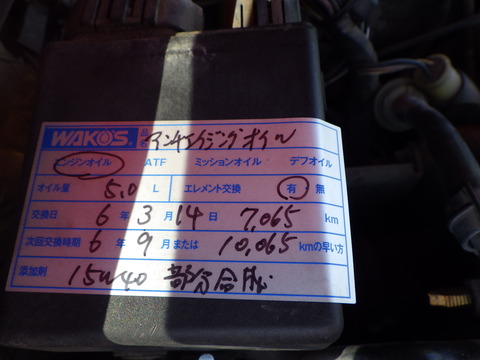 WAKO'S 品名 アンチエイジングオイル
エンジンオイル ATF ミッションオイル デフオイル
オイル量 5.0 L エレメント交換 有 無
交換日 6 年 3 月 14 日 7,065 km
次回交換時期 6 年 9 月または 10,065 kmの早い方
添加剤 15W40 部分合成